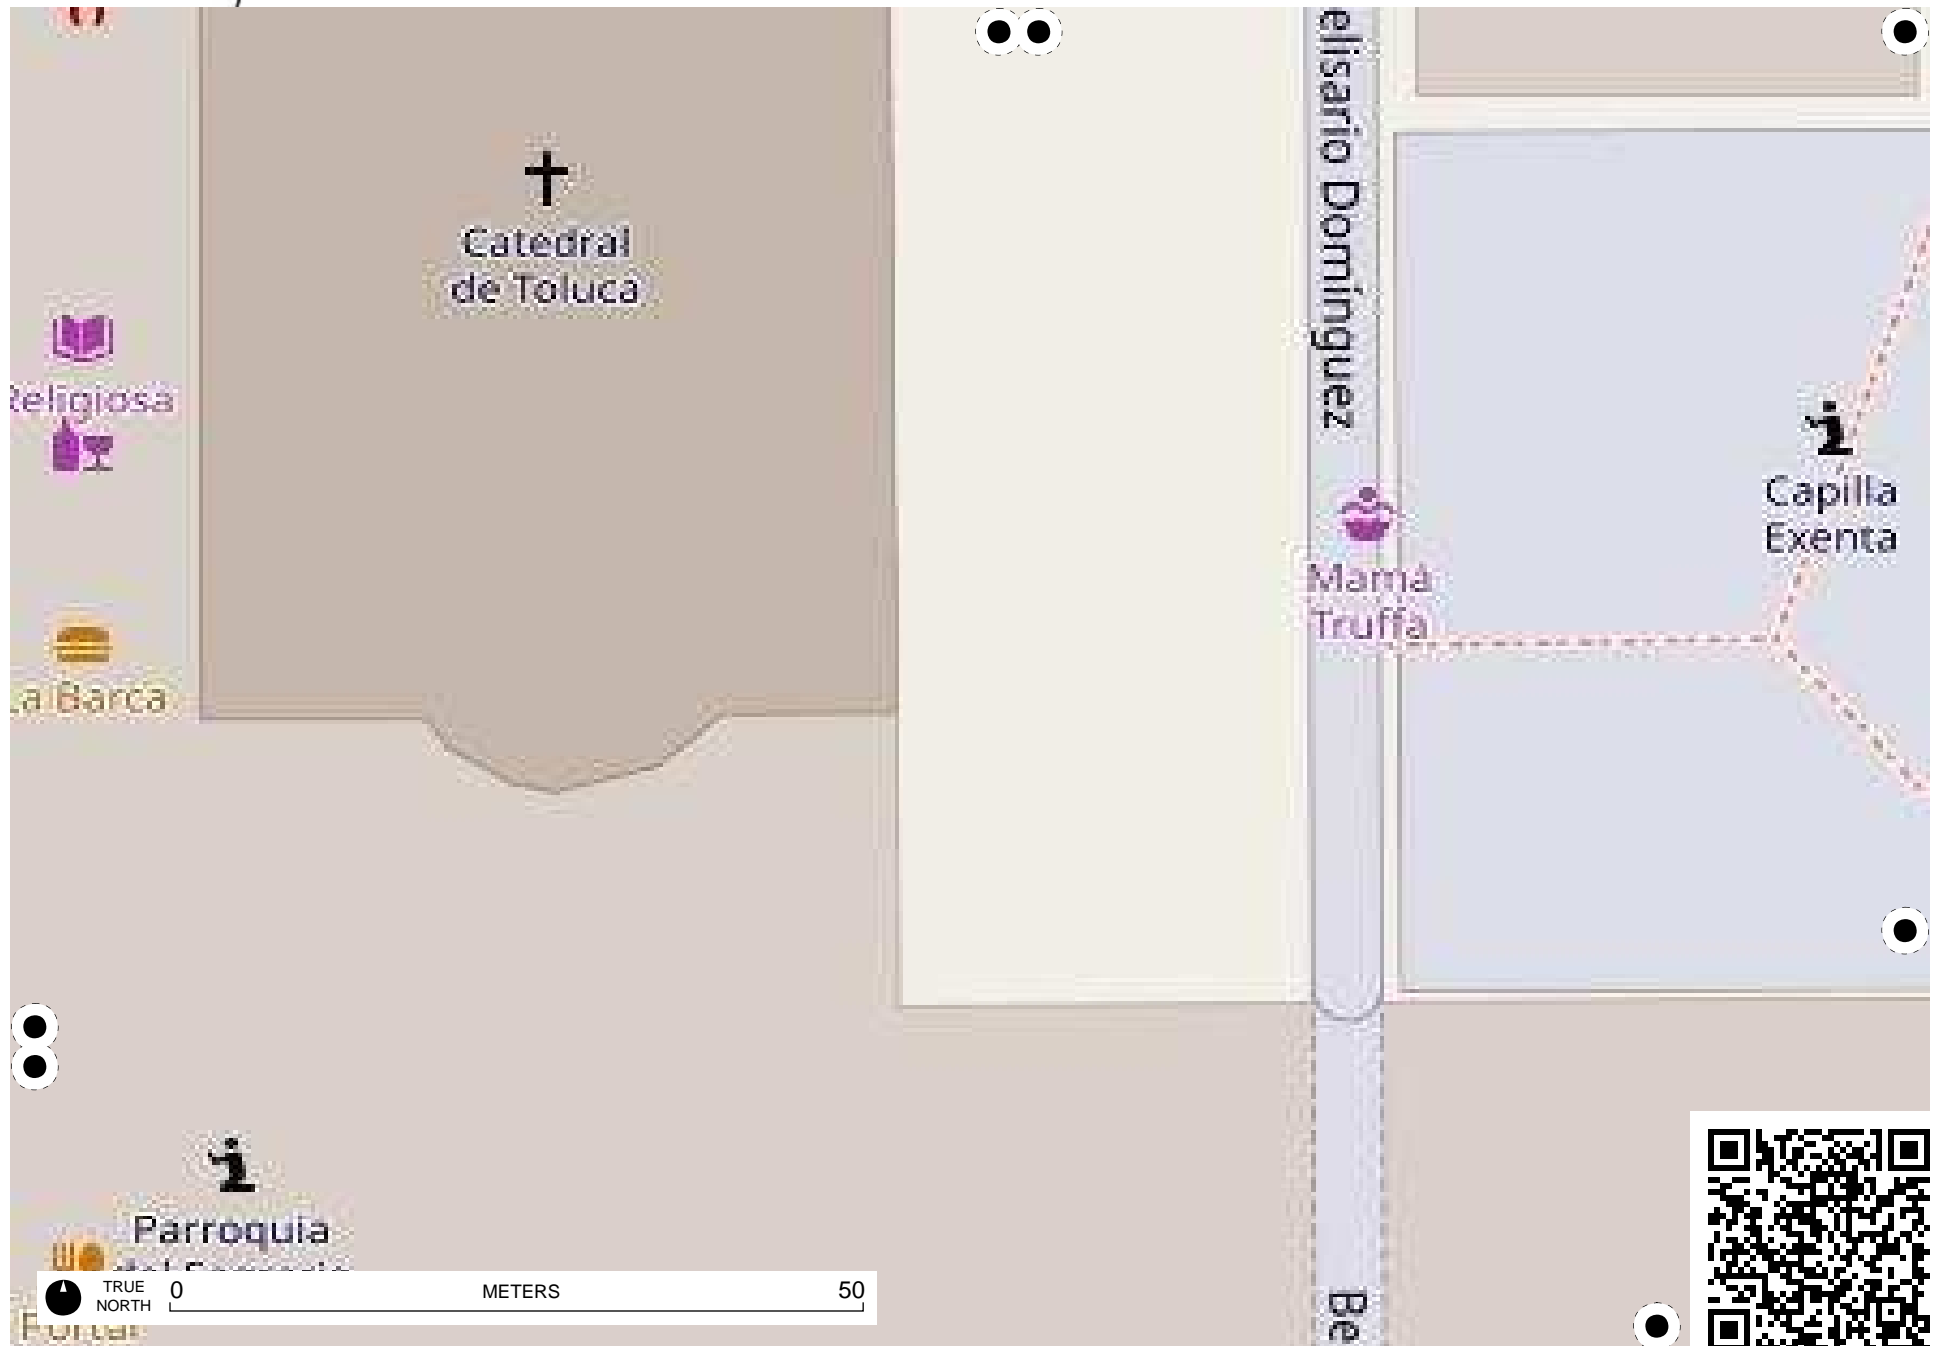 elisario Domínguez
Catedral
de Toluca
Religiosa
Capilla
Exenta
Mamá
Truffa
La Barca
Parroquia
TRUE
NORTH
0
METERS
50
Portal
Be